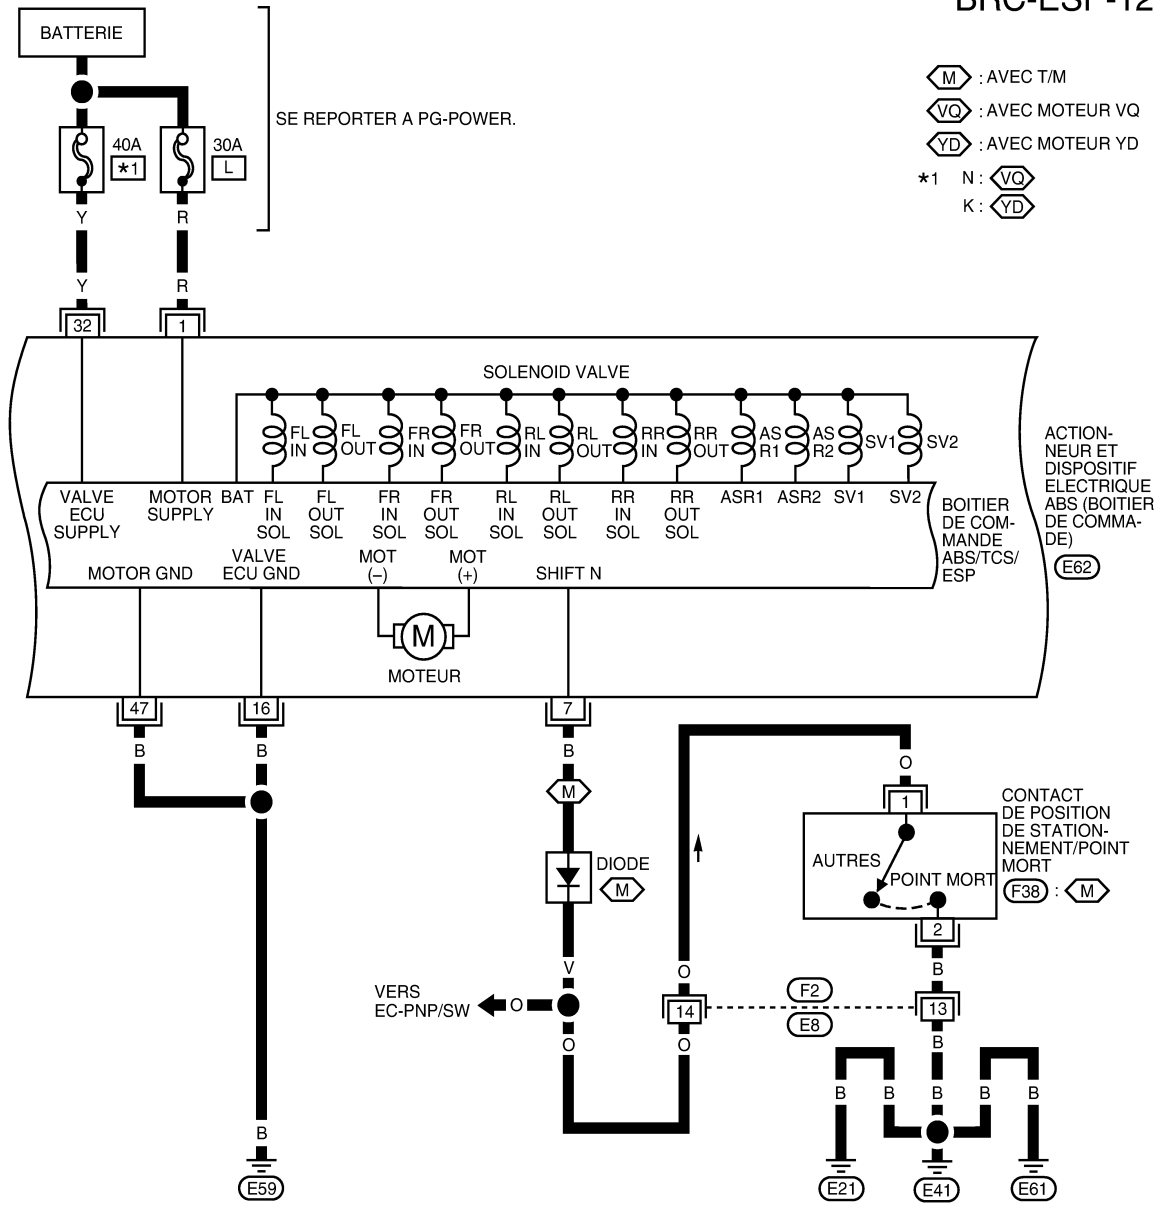 BRC-ESP-12
BATTERIE
SE REPORTER A PG-POWER.
40A
*1
30A
L
Y
R
Y
R
32
1
M : AVEC T/M
VQ : AVEC MOTEUR VQ
YD : AVEC MOTEUR YD
*1 N : VQ
K : YD
SOLENOID VALVE
FL IN
FL OUT
FR IN
FR OUT
RL IN
RL OUT
RR IN
RR OUT
AS R1
AS R2
SV1
SV2
VALVE ECU SUPPLY
MOTOR SUPPLY
BAT
FL IN SOL
FL OUT SOL
FR IN SOL
FR OUT SOL
RL IN SOL
RL OUT SOL
RR IN SOL
RR OUT SOL
ASR1
ASR2
SV1
SV2
MOTOR GND
VALVE ECU GND
MOT (–)
MOT (+)
SHIFT N
BOITIER
DE COM-
MANDE
ABS/TCS/
ESP
ACTION-
NEUR ET
DISPOSITIF
ELECTRIQUE
ABS (BOITIER
DE COMMA-
DE)
E62
M
MOTEUR
47
16
7
B
B
B
M
DIODE
M
V
VERS
EC-PNP/SW
O
O
O
14
O
O
1
AUTRES
POINT MORT
2
CONTACT
DE POSITION
DE STATION-
NEMENT/POINT
MORT
F38 : M
B
F2
E8
13
B
B
B
B
B
B
B
E59
E21
E41
E61